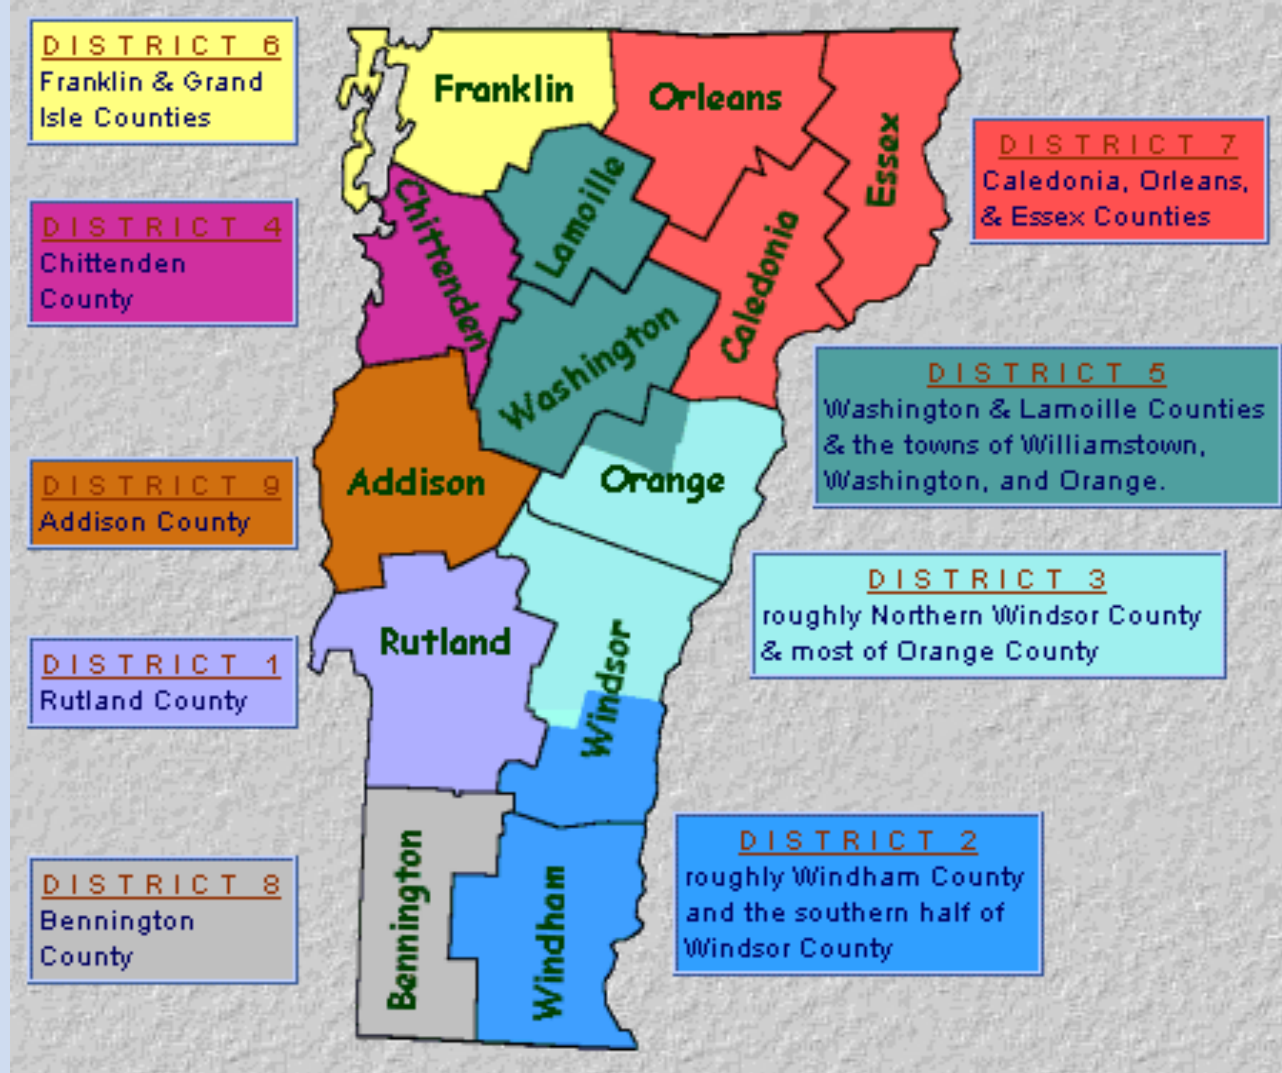 DISTRICT 6
Franklin & Grand
Isle Counties
DISTRICT 4
Chittenden
County
DISTRICT 9
Addison County
DISTRICT 1
Rutland County
DISTRICT 8
Bennington
County
Franklin
Orleans
Essex
Lamoille
Chittenden
Caledonia
Washington
Addison
Orange
Rutland
Windsor
Bennington
Windham
DISTRICT 7
Caledonia, Orleans,
& Essex Counties
DISTRICT 5
Washington & Lamoille Counties
& the towns of Williamstown,
Washington, and Orange.
DISTRICT 3
roughly Northern Windsor County
& most of Orange County
DISTRICT 2
roughly Windham County
and the southern half of
Windsor County